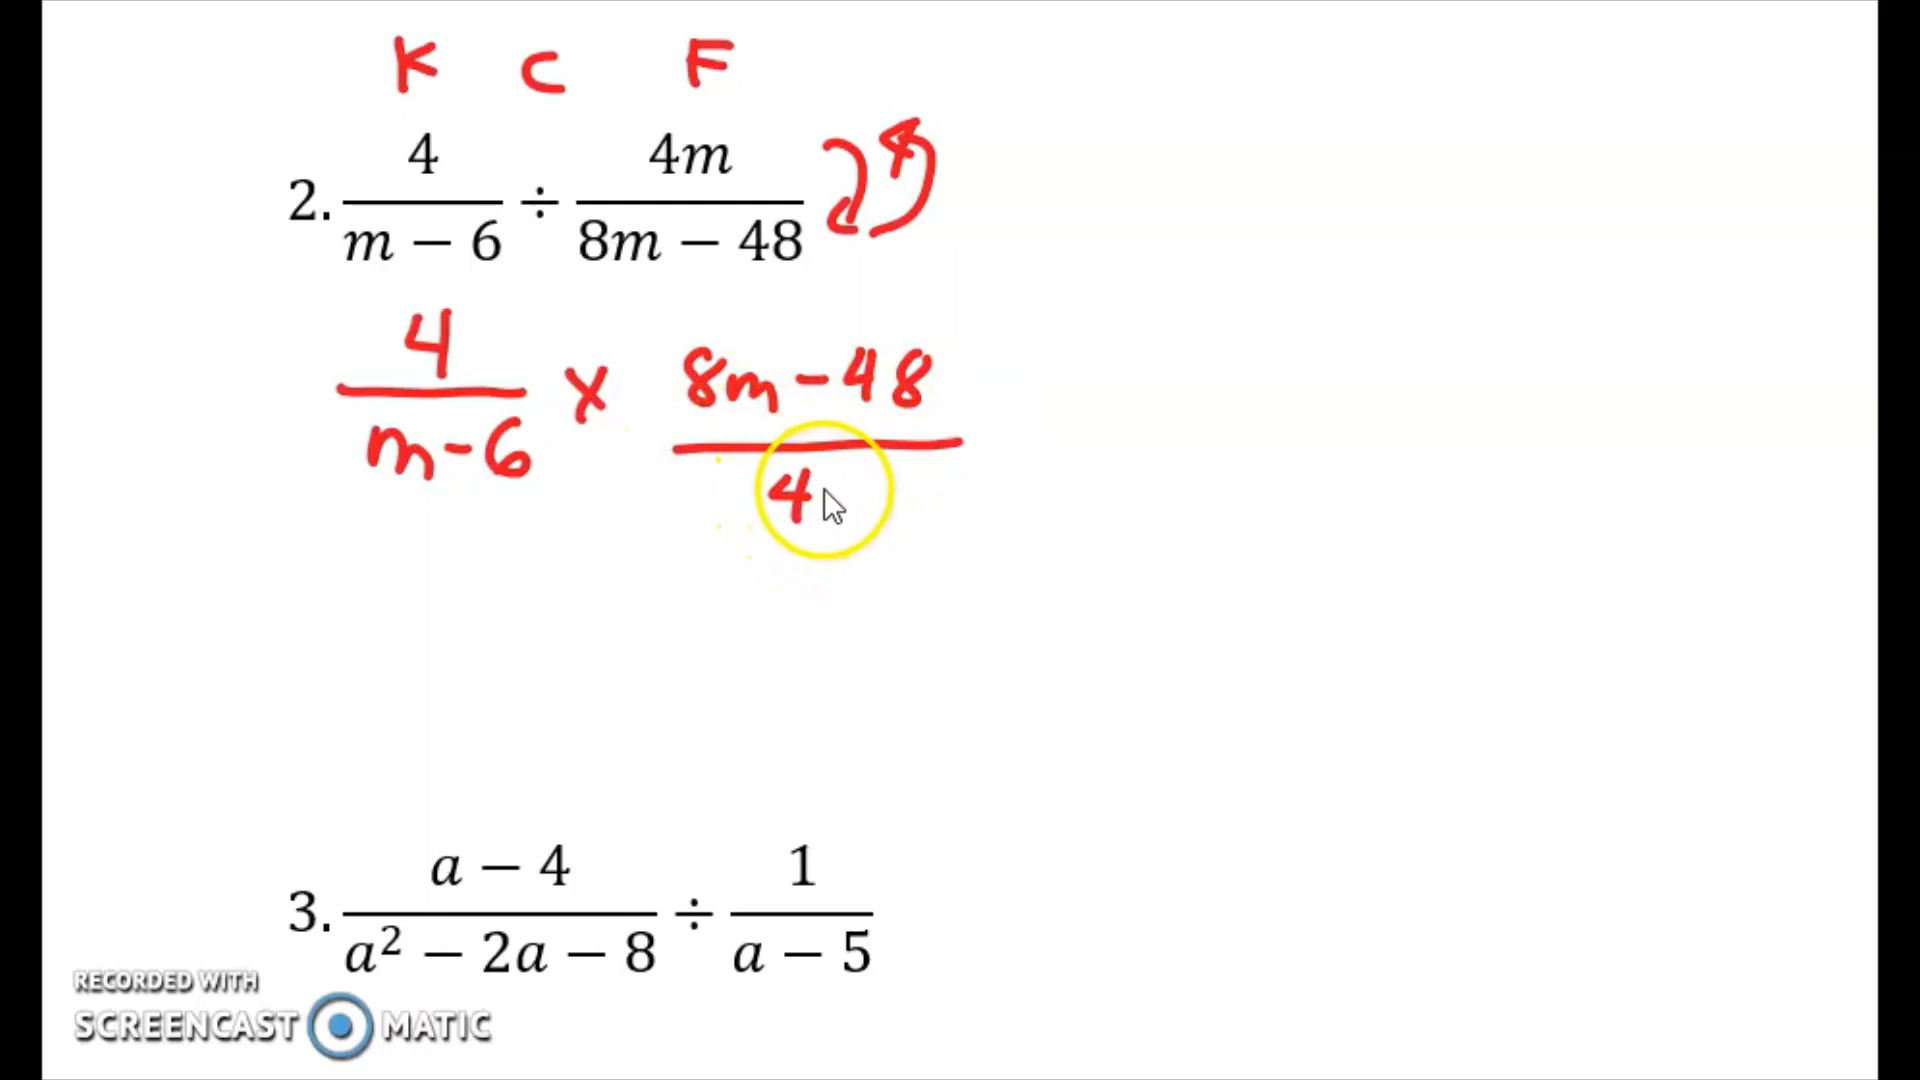 K C F
2. 4/(m − 6) ÷ 4m/(8m − 48)
4/(m-6) x (8m-48)/4
3. (a − 4)/(a² − 2a − 8) ÷ 1/(a − 5)
RECORDED WITH
SCREENCAST MATIC